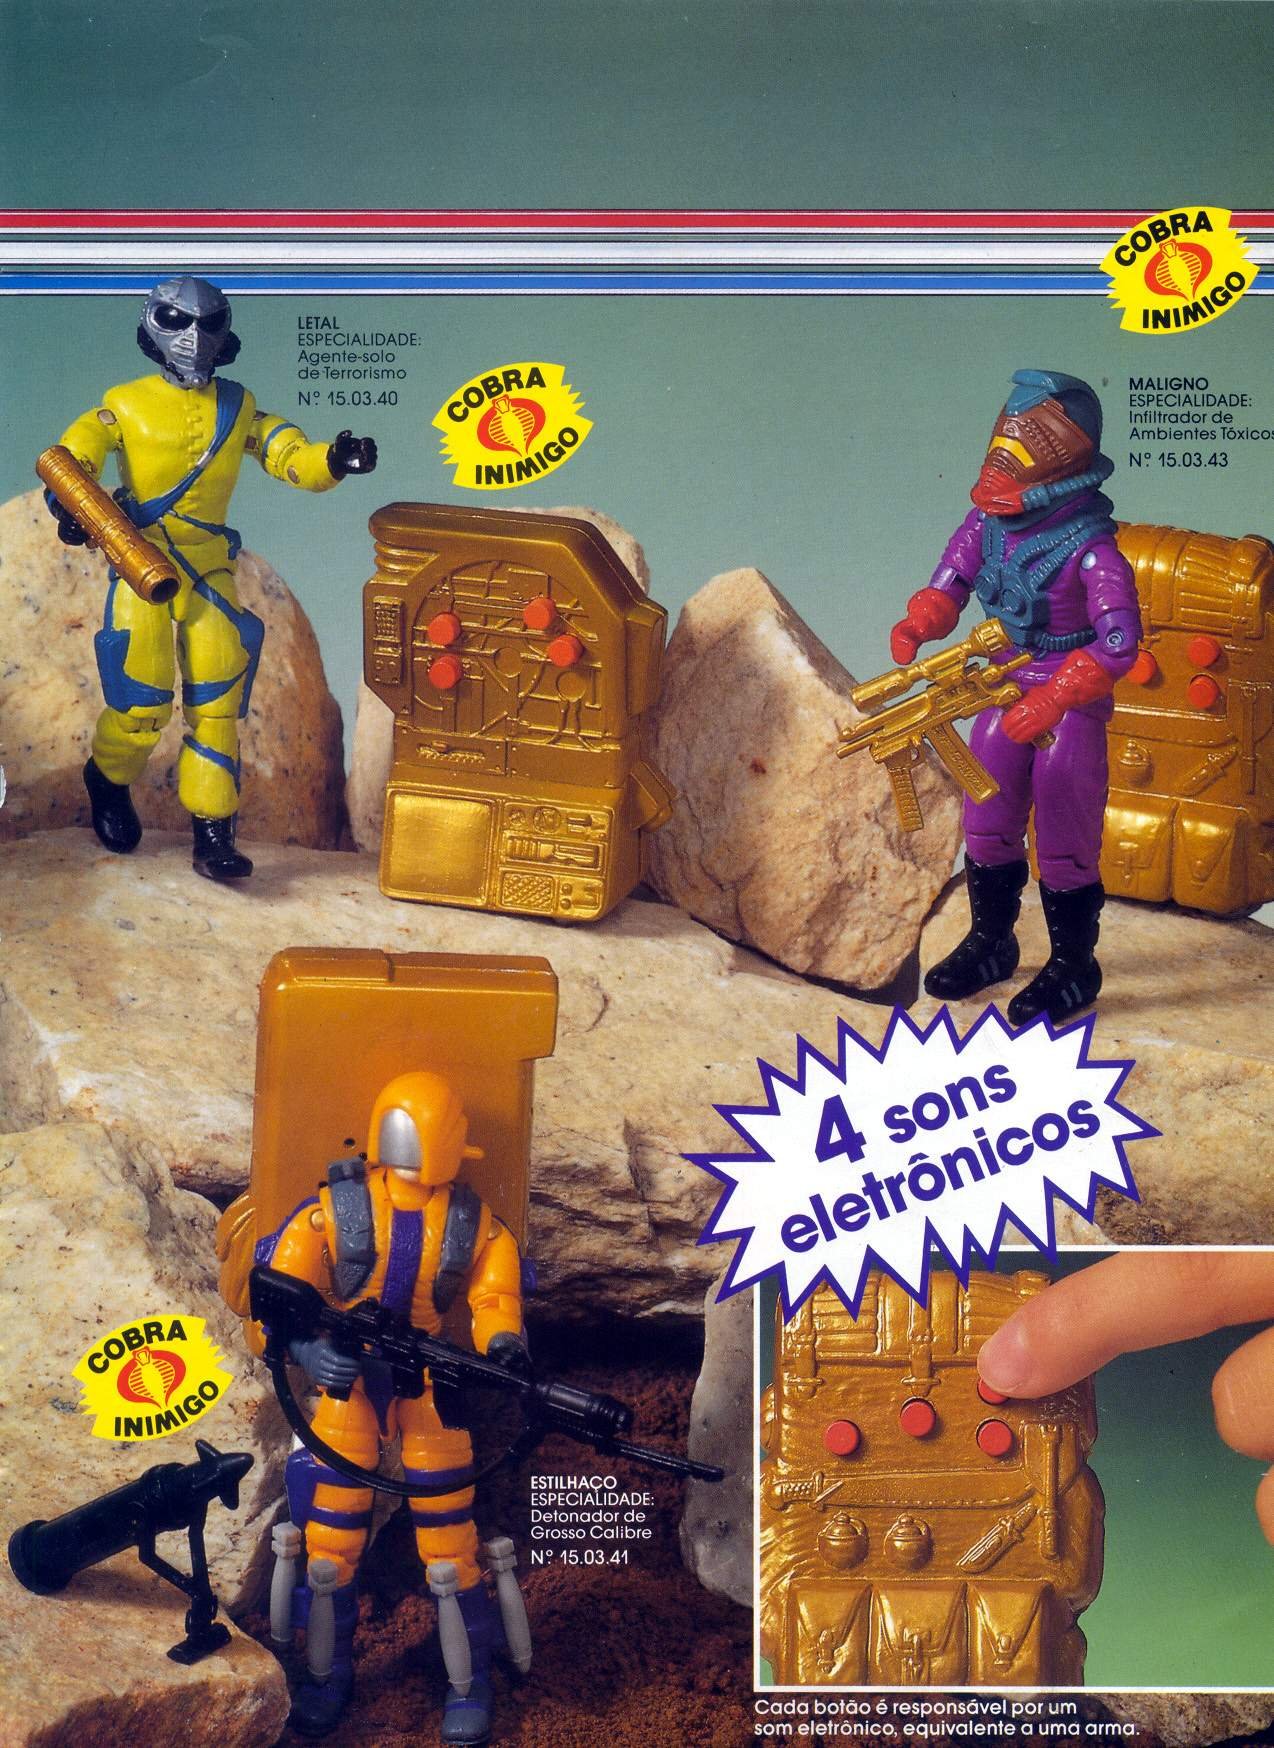 COBRA
INIMIGO
LETAL
ESPECIALIDADE:
Agente-solo
de Terrorismo
Nº 15.03.40
COBRA
INIMIGO
MALIGNO
ESPECIALIDADE:
Infiltrador de
Ambientes Tóxicos
Nº 15.03.43
4 sons
eletrônicos
COBRA
INIMIGO
ESTILHAÇO
ESPECIALIDADE:
Detonador de
Grosso Calibre
Nº 15.03.41
Cada botão é responsável por um
som eletrônico, equivalente a uma arma.